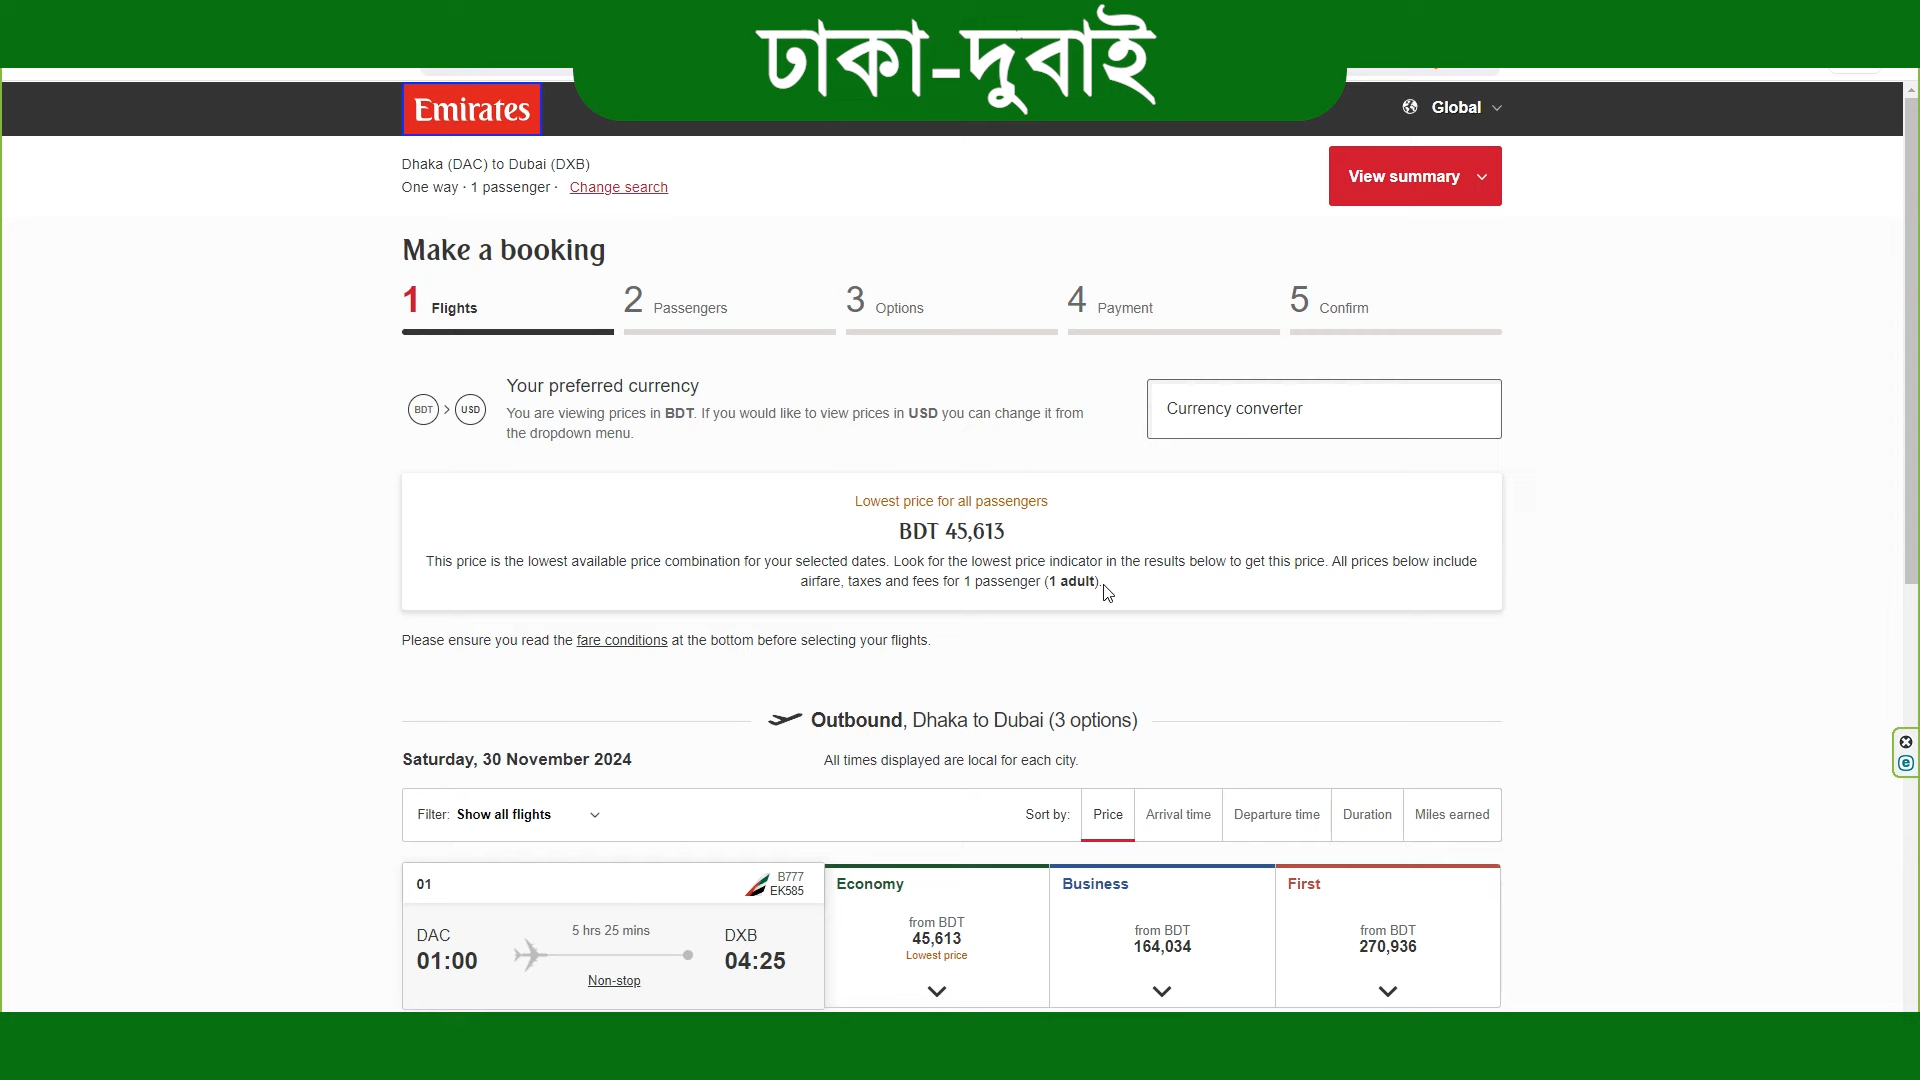 ঢাকা-দুবাই
Emirates
Global
Dhaka (DAC) to Dubai (DXB)
One way · 1 passenger · Change search
View summary
Make a booking
1 Flights
2 Passengers
3 Options
4 Payment
5 Confirm
BDT > USD
Your preferred currency
You are viewing prices in BDT. If you would like to view prices in USD you can change it from
the dropdown menu.
Currency converter
Lowest price for all passengers
BDT 45,613
This price is the lowest available price combination for your selected dates. Look for the lowest price indicator in the results below to get this price. All prices below include
airfare, taxes and fees for 1 passenger (1 adult).
Please ensure you read the fare conditions at the bottom before selecting your flights.
Outbound, Dhaka to Dubai (3 options)
Saturday, 30 November 2024
All times displayed are local for each city.
Filter: Show all flights
Sort by: Price Arrival time Departure time Duration Miles earned
01
B777
EK585
DAC
01:00
5 hrs 25 mins
Non-stop
DXB
04:25
Economy
from BDT
45,613
Lowest price
Business
from BDT
164,034
First
from BDT
270,936